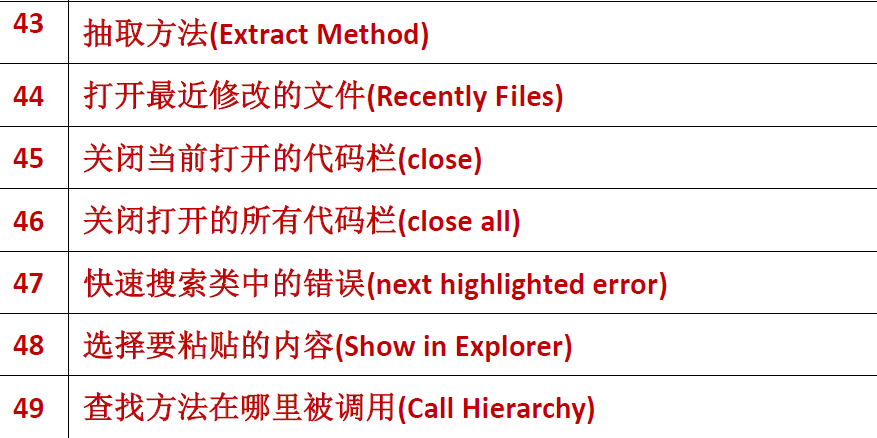 43 抽取方法(Extract Method)
44 打开最近修改的文件(Recently Files)
45 关闭当前打开的代码栏(close)
46 关闭打开的所有代码栏(close all)
47 快速搜索类中的错误(next highlighted error)
48 选择要粘贴的内容(Show in Explorer)
49 查找方法在哪里被调用(Call Hierarchy)